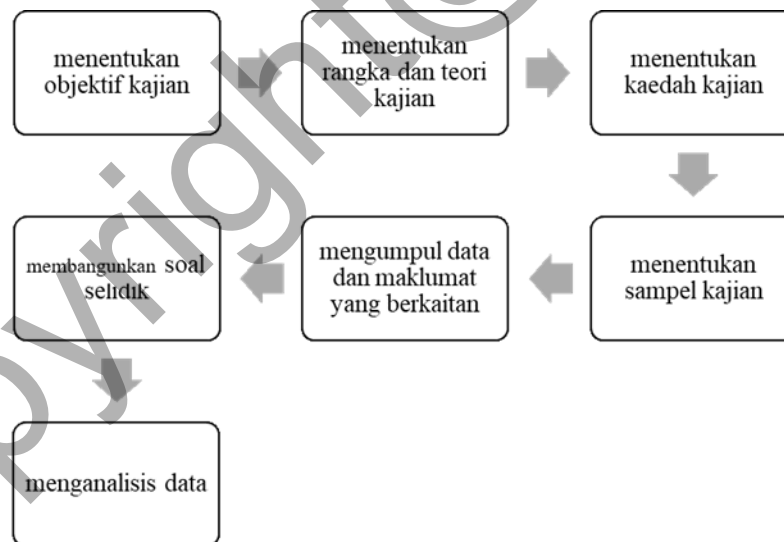 menentukan
objektif kajian
menentukan
rangka dan teori
kajian
menentukan
kaedah kajian
menentukan
sampel kajian
mengumpul data
dan maklumat
yang berkaitan
membangunkan soal
selidik
menganalisis data
pyright@